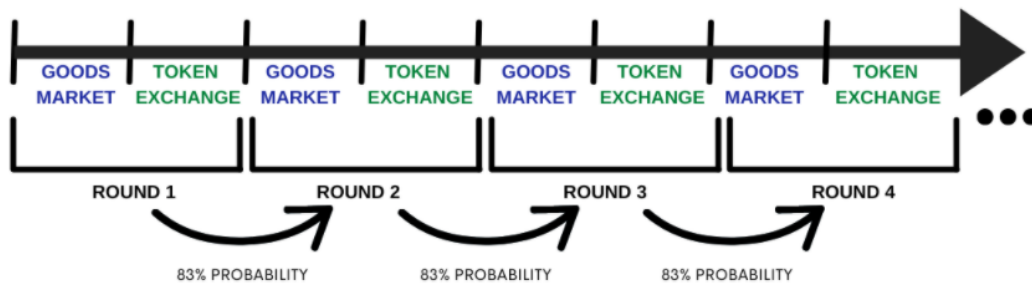 GOODS TOKEN GOODS TOKEN GOODS TOKEN GOODS TOKEN
MARKET EXCHANGE MARKET EXCHANGE MARKET EXCHANGE MARKET EXCHANGE
ROUND 1 ROUND 2 ROUND 3 ROUND 4
83% PROBABILITY 83% PROBABILITY 83% PROBABILITY